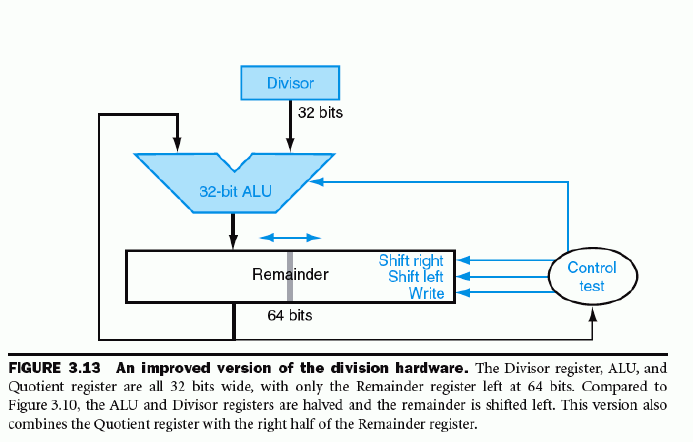 Divisor
32 bits
32-bit ALU
Remainder
Shift right
Shift left
Write
Control
test
64 bits
FIGURE 3.13 An improved version of the division hardware. The Divisor register, ALU, and
Quotient register are all 32 bits wide, with only the Remainder register left at 64 bits. Compared to
Figure 3.10, the ALU and Divisor registers are halved and the remainder is shifted left. This version also
combines the Quotient register with the right half of the Remainder register.